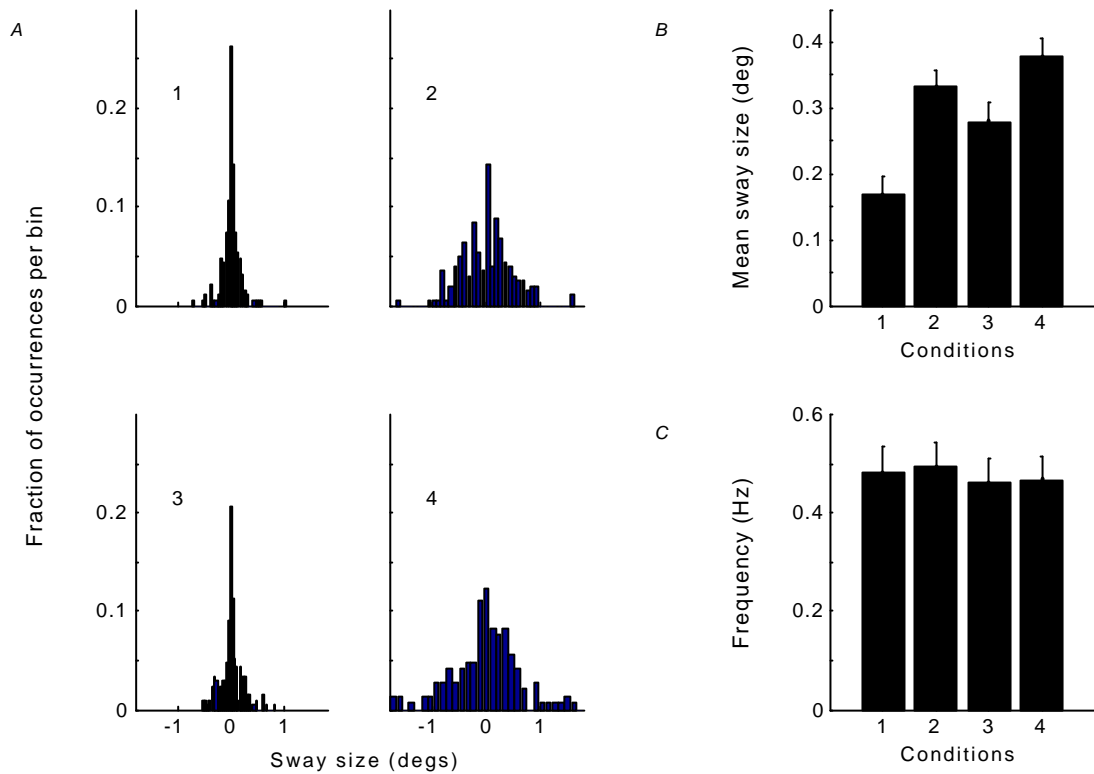 A
Fraction of occurrences per bin
1
0.2
0.1
0
2
3
0.2
0.1
0
-1
0
1
4
-1
0
1
Sway size (degs)
B
Mean sway size (deg)
0.4
0.3
0.2
0.1
0
1 2 3 4
Conditions
C
Frequency (Hz)
0.6
0.4
0.2
0
1 2 3 4
Conditions